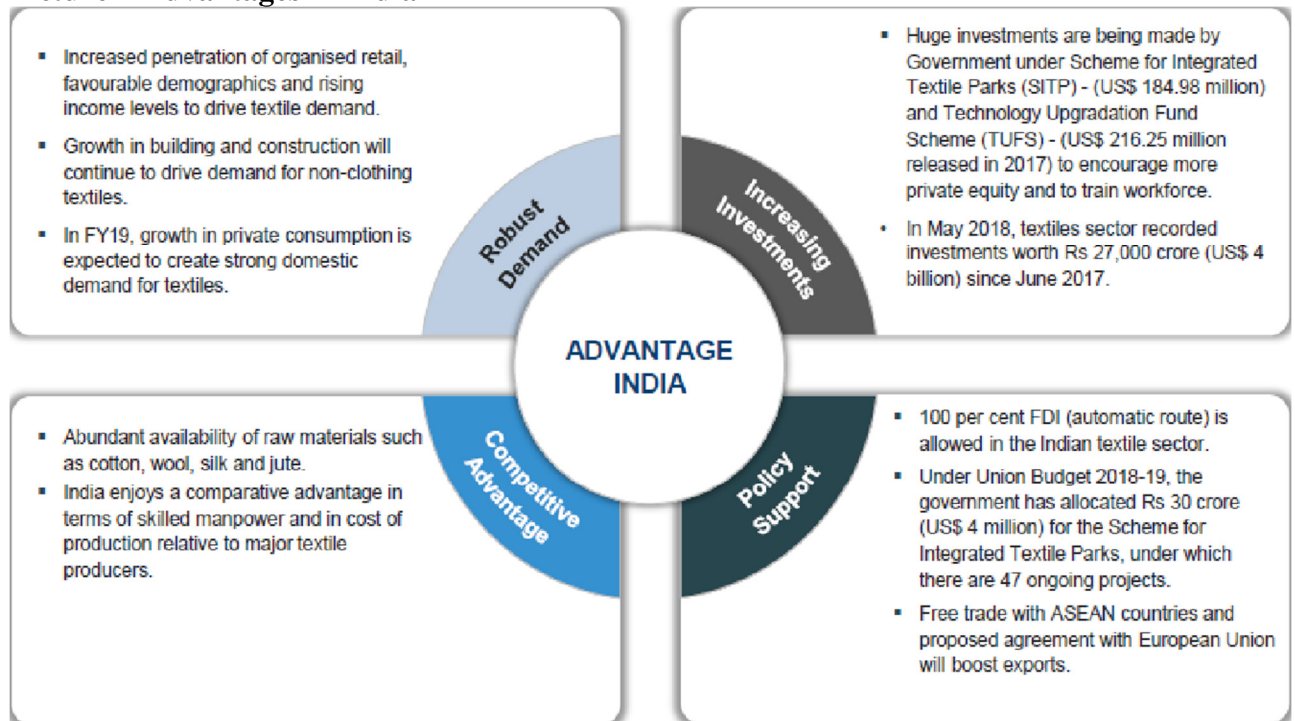 ▪ Increased penetration of organised retail,
favourable demographics and rising
income levels to drive textile demand.
▪ Growth in building and construction will
continue to drive demand for non-clothing
textiles.
▪ In FY19, growth in private consumption is
expected to create strong domestic
demand for textiles.
Robust
Demand
▪ Huge investments are being made by
Government under Scheme for Integrated
Textile Parks (SITP) - (US$ 184.98 million)
and Technology Upgradation Fund
Scheme (TUFS) - (US$ 216.25 million
released in 2017) to encourage more
private equity and to train workforce.
• In May 2018, textiles sector recorded
investments worth Rs 27,000 crore (US$ 4
billion) since June 2017.
Increasing
Investments
ADVANTAGE
INDIA
▪ Abundant availability of raw materials such
as cotton, wool, silk and jute.
▪ India enjoys a comparative advantage in
terms of skilled manpower and in cost of
production relative to major textile
producers.
Competitive
Advantage
Policy
Support
▪ 100 per cent FDI (automatic route) is
allowed in the Indian textile sector.
▪ Under Union Budget 2018-19, the
government has allocated Rs 30 crore
(US$ 4 million) for the Scheme for
Integrated Textile Parks, under which
there are 47 ongoing projects.
▪ Free trade with ASEAN countries and
proposed agreement with European Union
will boost exports.